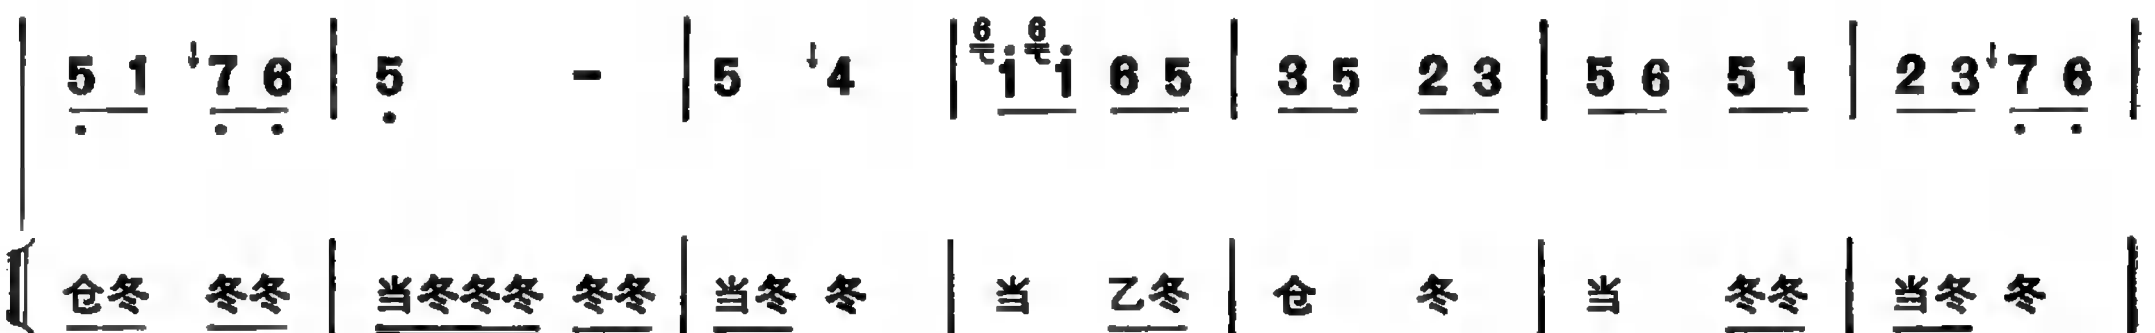 5 1 ↓7 6 | 5 - | 5 ↓4 | 6 i 6 i 6 5 | 3 5 2 3 | 5 6 5 1 | 2 3 ↓7 6 |
仓冬 冬冬 | 当冬冬冬 冬冬 | 当冬 冬 | 当 乙冬 | 仓 冬 | 当 冬冬 | 当冬 冬 |